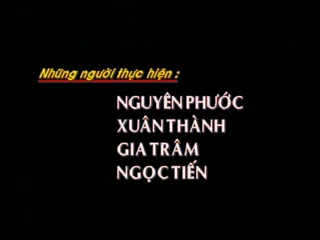 Những người thực hiện :
NGUYÊN PHƯỚC
XUÂN THÀNH
GIA TRÂM
NGỌC TIẾN